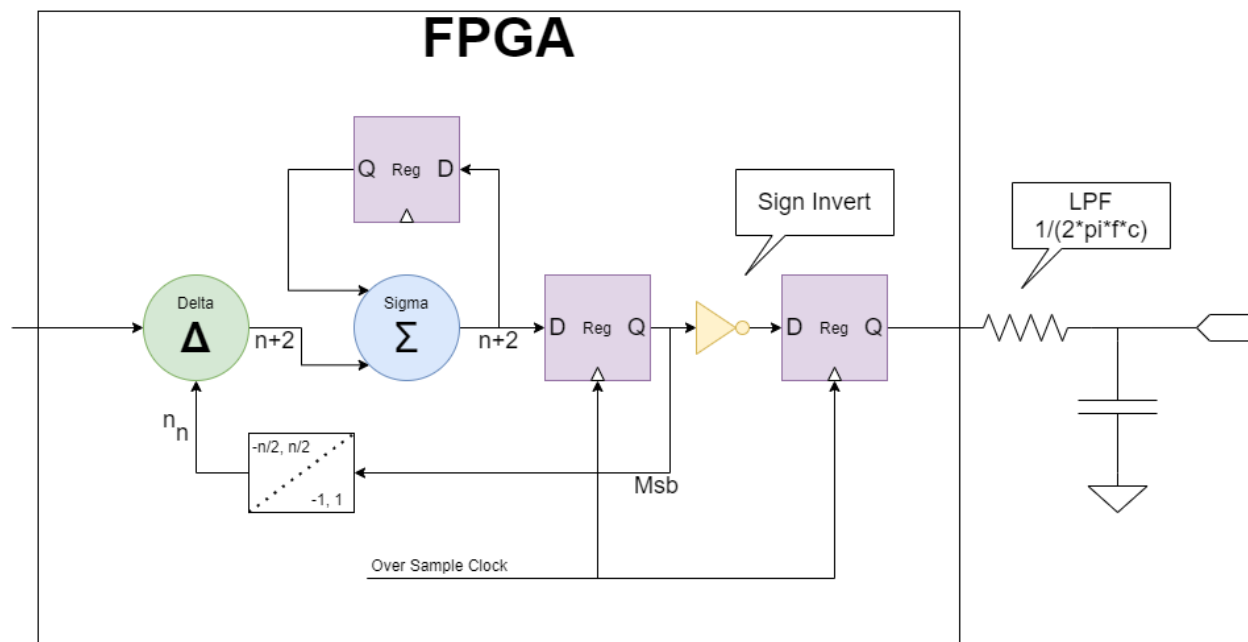 FPGA
Q Reg D
Sign Invert
LPF
1/(2*pi*f*c)
Delta
Δ
n+2
Sigma
Σ
n+2
D Reg Q
D Reg Q
n
n
-n/2, n/2
-1, 1
Msb
Over Sample Clock